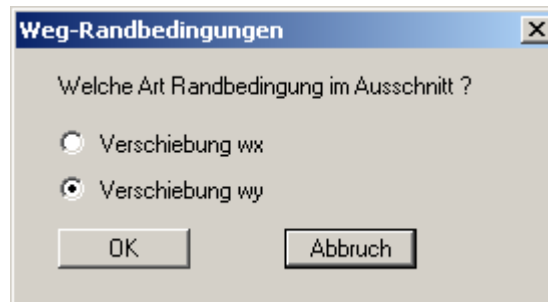 Weg-Randbedingungen
Welche Art Randbedingung im Ausschnitt ?
Verschiebung wx
Verschiebung wy
OK Abbruch